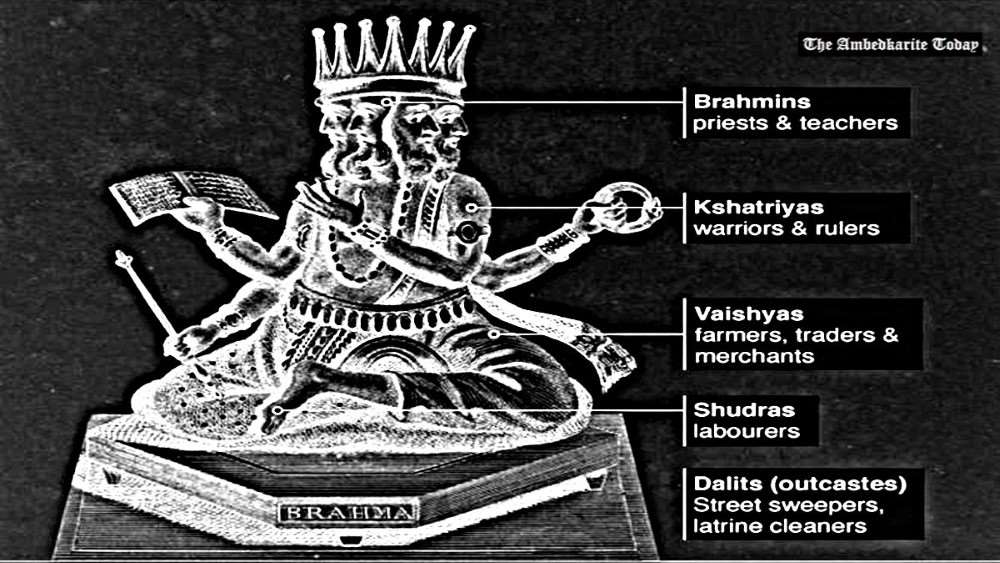 The Ambedkarite Today
Brahmins
priests & teachers
Kshatriyas
warriors & rulers
Vaishyas
farmers, traders &
merchants
Shudras
labourers
Dalits (outcastes)
Street sweepers,
latrine cleaners
BRAHMA